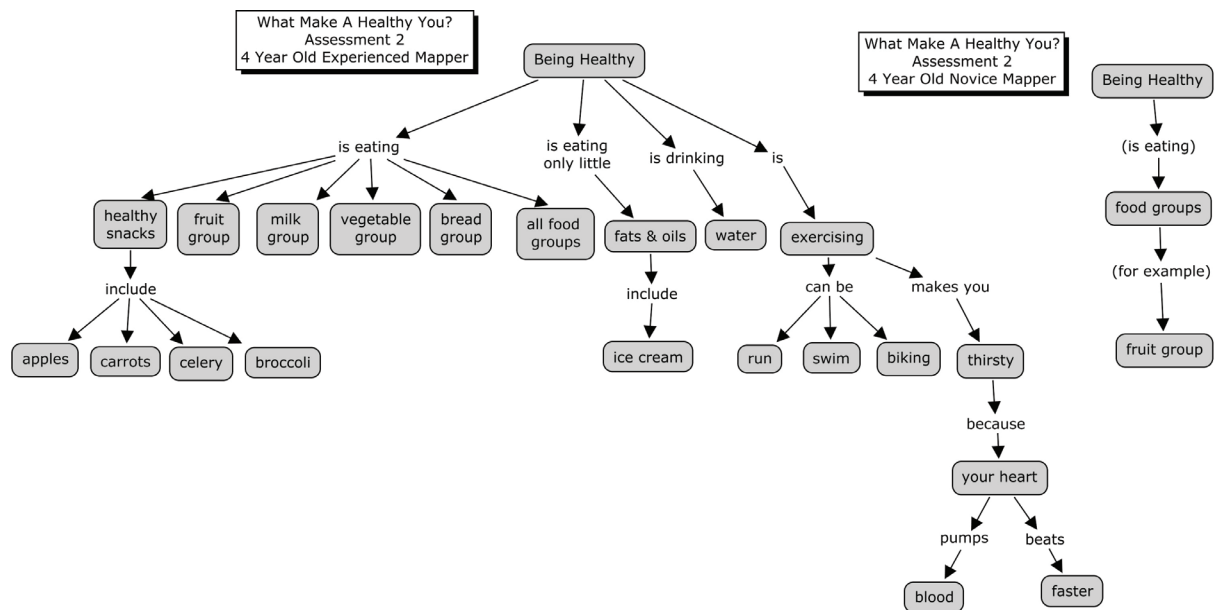 What Make A Healthy You?
Assessment 2
4 Year Old Experienced Mapper
Being Healthy
is eating
is eating
only little
is drinking
is
healthy
snacks
fruit
group
milk
group
vegetable
group
bread
group
all food
groups
fats & oils
water
exercising
include
include
can be
makes you
apples
carrots
celery
broccoli
ice cream
run
swim
biking
thirsty
because
your heart
pumps
beats
blood
faster
What Make A Healthy You?
Assessment 2
4 Year Old Novice Mapper
Being Healthy
(is eating)
food groups
(for example)
fruit group